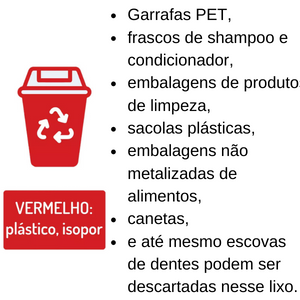 • Garrafas PET,
• frascos de shampoo e
condicionador,
• embalagens de produto
de limpeza,
• sacolas plásticas,
• embalagens não
metalizadas de
alimentos,
• canetas,
• e até mesmo escovas
de dentes podem ser
descartadas nesse lixo.
VERMELHO:
plástico, isopor